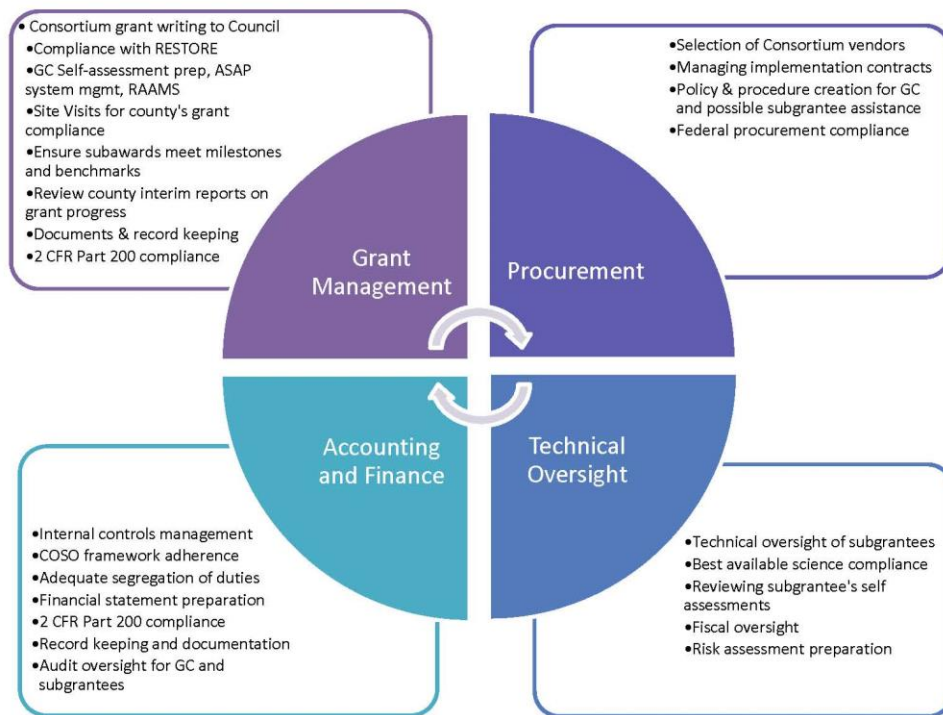 •Consortium grant writing to Council
•Compliance with RESTORE
•GC Self-assessment prep, ASAP
system mgmt, RAAMS
•Site Visits for county's grant
compliance
•Ensure subawards meet milestones
and benchmarks
•Review county interim reports on
grant progress
•Documents & record keeping
•2 CFR Part 200 compliance
Grant
Management
•Selection of Consortium vendors
•Managing implementation contracts
•Policy & procedure creation for GC
and possible subgrantee assistance
•Federal procurement compliance
Procurement
Accounting
and Finance
•Internal controls management
•COSO framework adherence
•Adequate segregation of duties
•Financial statement preparation
•2 CFR Part 200 compliance
•Record keeping and documentation
•Audit oversight for GC and
subgrantees
Technical
Oversight
•Technical oversight of subgrantees
•Best available science compliance
•Reviewing subgrantee's self
assessments
•Fiscal oversight
•Risk assessment preparation